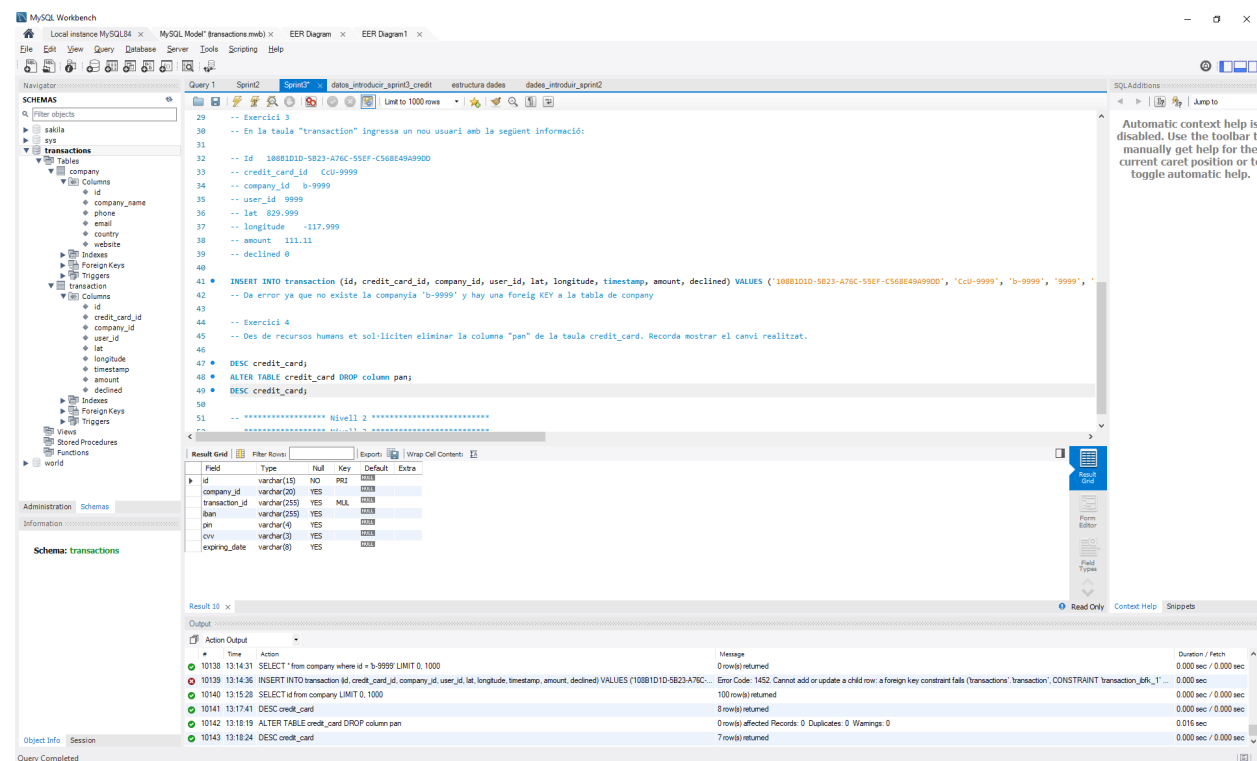 MySQL Workbench
Local instance MySQL84 × MySQL Model* (transactions.mwb) × EER Diagram × EER Diagram1 ×
File Edit View Query Database Server Tools Scripting Help
Navigator
SCHEMAS
Filter objects
sakila
sys
transactions
Tables
company
Columns
id
company_name
phone
email
country
website
Indexes
Foreign Keys
Triggers
transaction
Columns
id
credit_card_id
company_id
user_id
lat
longitude
timestamp
amount
declined
Indexes
Foreign Keys
Triggers
Views
Stored Procedures
Functions
world
Administration Schemas
Information
Schema: transactions
Object Info Session
Query Completed
Query 1 Sprint2 Sprint3* × datos_introducir_sprint3_credit estructura dades dades_introduir_sprint2
Limit to 1000 rows
29 -- Exercici 3
30 -- En la taula "transaction" ingressa un nou usuari amb la següent informació:
31
32 -- Id 108B1D1D-5B23-A76C-55EF-C568E49A99DD
33 -- credit_card_id CcU-9999
34 -- company_id b-9999
35 -- user_id 9999
36 -- lat 829.999
37 -- longitude -117.999
38 -- amount 111.11
39 -- declined 0
40
41 INSERT INTO transaction (id, credit_card_id, company_id, user_id, lat, longitude, timestamp, amount, declined) VALUES ('108B1D1D-5B23-A76C-55EF-C568E49A99DD', 'CcU-9999', 'b-9999', '9999', '
42 -- Da error ya que no existe la companyia 'b-9999' y hay una foreig KEY a la tabla de conpany
43
44 -- Exercici 4
45 -- Des de recursos humans et sol·liciten eliminar la columna "pan" de la taula credit_card. Recorda mostrar el canvi realitzat.
46
47 DESC credit_card;
48 ALTER TABLE credit_card DROP column pan;
49 DESC credit_card;
50
51 -- ****************** Nivell 2 **************************
Result Grid Filter Rows: Export: Wrap Cell Content:
Field Type Null Key Default Extra
id varchar(15) NO PRI NULL
company_id varchar(20) YES NULL
transaction_id varchar(255) YES MUL NULL
iban varchar(255) YES NULL
pin varchar(4) YES NULL
cvv varchar(3) YES NULL
expiring_date varchar(8) YES NULL
Result Grid
Form Editor
Field Types
Result 10 × Read Only
Output
Action Output
# Time Action Message Duration / Fetch
10138 13:14:31 SELECT * from company where id = 'b-9999' LIMIT 0, 1000 0 row(s) returned 0.000 sec / 0.000 sec
10139 13:14:36 INSERT INTO transaction (id, credit_card_id, company_id, user_id, lat, longitude, timestamp, amount, declined) VALUES ('108B1D1D-5B23-A76C-... Error Code: 1452. Cannot add or update a child row: a foreign key constraint fails (`transactions`.`transaction`, CONSTRAINT `transaction_ibfk_1` ... 0.000 sec
10140 13:15:28 SELECT id from company LIMIT 0, 1000 100 row(s) returned 0.000 sec / 0.000 sec
10141 13:17:41 DESC credit_card 8 row(s) returned 0.000 sec / 0.000 sec
10142 13:18:19 ALTER TABLE credit_card DROP column pan 0 row(s) affected Records: 0 Duplicates: 0 Warnings: 0 0.016 sec
10143 13:18:24 DESC credit_card 7 row(s) returned 0.000 sec / 0.000 sec
SQLAdditions
Jump to
Automatic context help is
disabled. Use the toolbar t
manually get help for the
current caret position or t
toggle automatic help.
Context Help Snippets